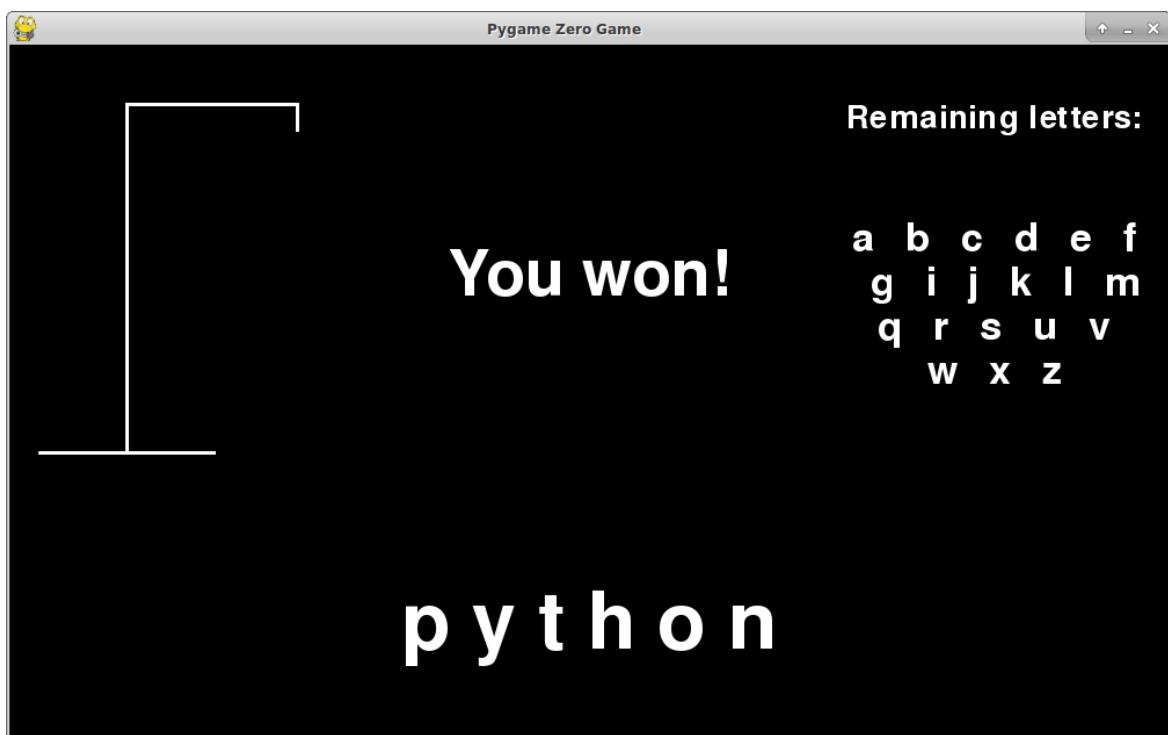 Pygame Zero Game
Remaining letters:
a b c d e f
g i j k l m
q r s u v
w x z
You won!
p y t h o n